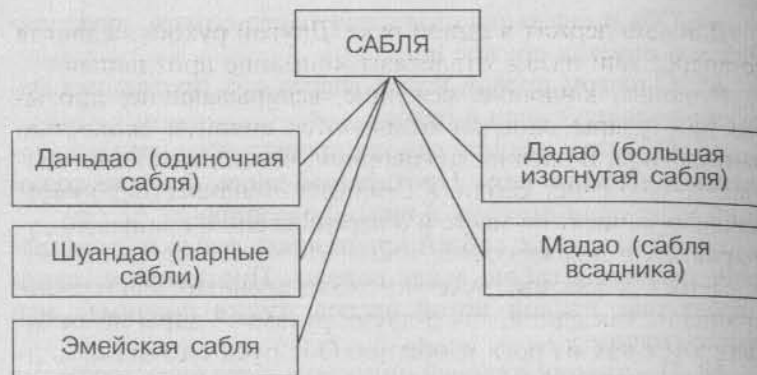 САБЛЯ
Даньдао (одиночная
сабля)
Дадао (большая
изогнутая сабля)
Шуандао (парные
сабли)
Мадао (сабля
всадника)
Эмейская сабля